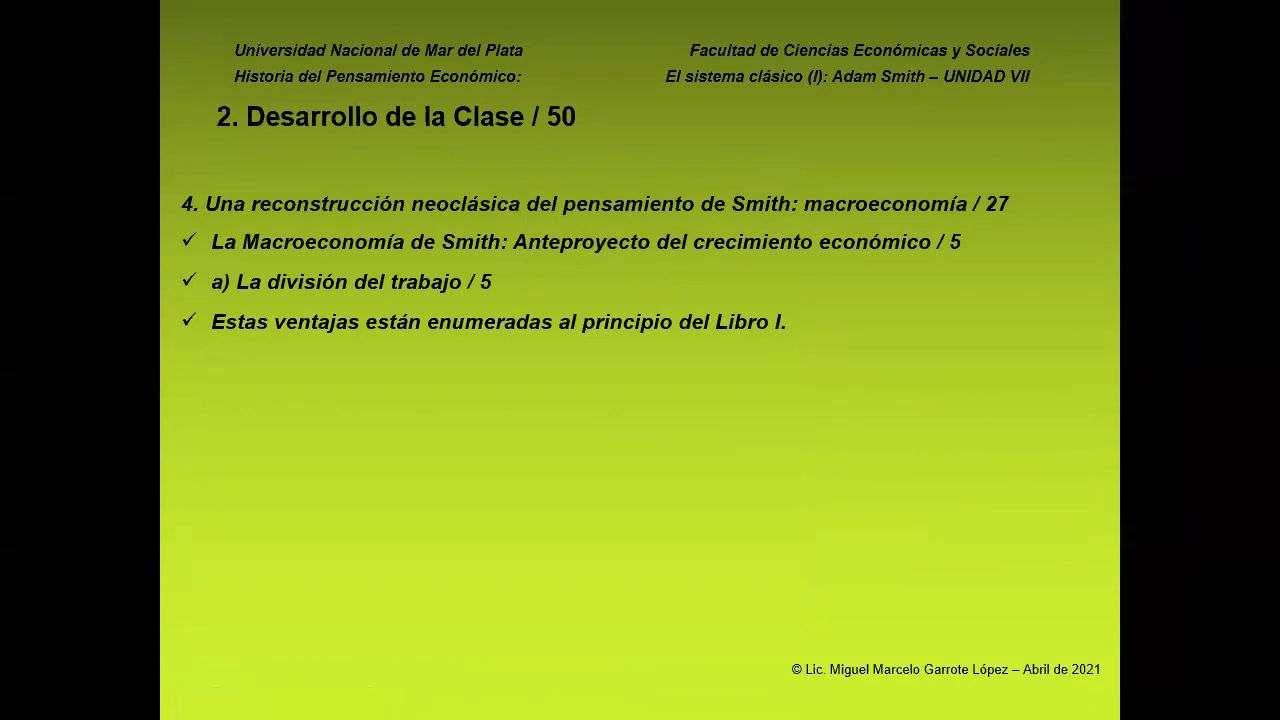 Universidad Nacional de Mar del Plata Facultad de Ciencias Económicas y Sociales
Historia del Pensamiento Económico: El sistema clásico (I): Adam Smith – UNIDAD VII
2. Desarrollo de la Clase / 50
4. Una reconstrucción neoclásica del pensamiento de Smith: macroeconomía / 27
✓ La Macroeconomía de Smith: Anteproyecto del crecimiento económico / 5
✓ a) La división del trabajo / 5
✓ Estas ventajas están enumeradas al principio del Libro I.
© Lic. Miguel Marcelo Garrote López – Abril de 2021